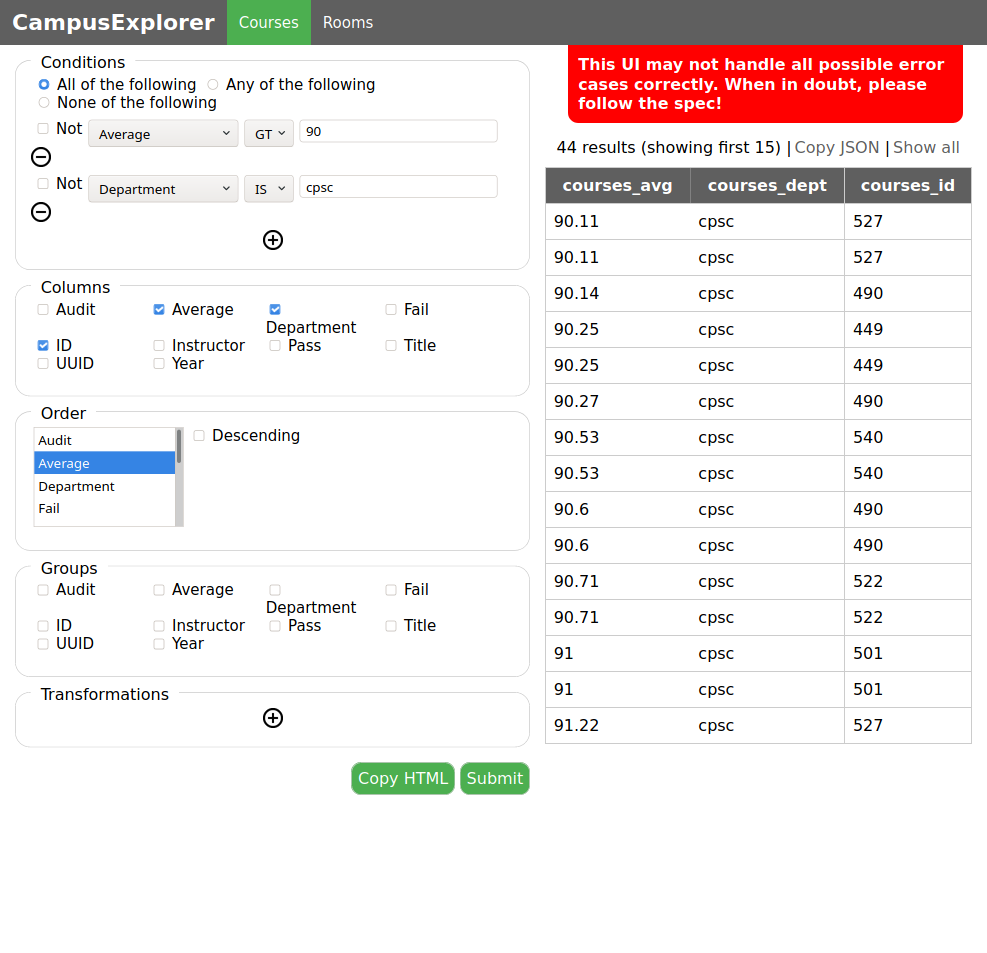 CampusExplorer Courses Rooms
Conditions
All of the following Any of the following
None of the following
Not Average GT 90
Not Department IS cpsc
Columns
Audit Average Department Fail
ID Instructor Pass Title
UUID Year
Order
Audit
Average
Department
Fail
Descending
Groups
Audit Average Department Fail
ID Instructor Pass Title
UUID Year
Transformations
Copy HTML Submit
This UI may not handle all possible error
cases correctly. When in doubt, please
follow the spec!
44 results (showing first 15) | Copy JSON | Show all
courses_avg courses_dept courses_id
90.11 cpsc 527
90.11 cpsc 527
90.14 cpsc 490
90.25 cpsc 449
90.25 cpsc 449
90.27 cpsc 490
90.53 cpsc 540
90.53 cpsc 540
90.6 cpsc 490
90.6 cpsc 490
90.71 cpsc 522
90.71 cpsc 522
91 cpsc 501
91 cpsc 501
91.22 cpsc 527